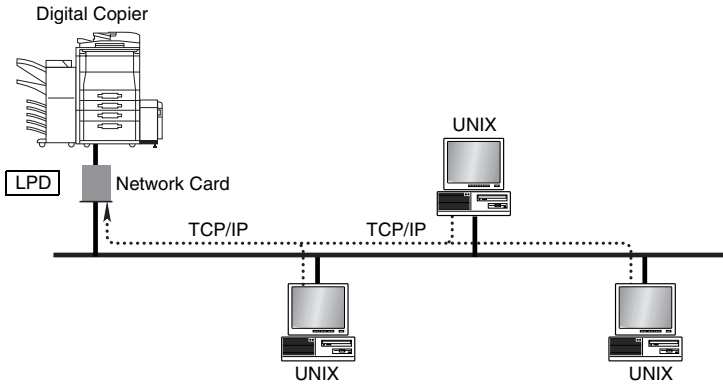 Digital Copier
UNIX
LPD
Network Card
TCP/IP
TCP/IP
UNIX
UNIX